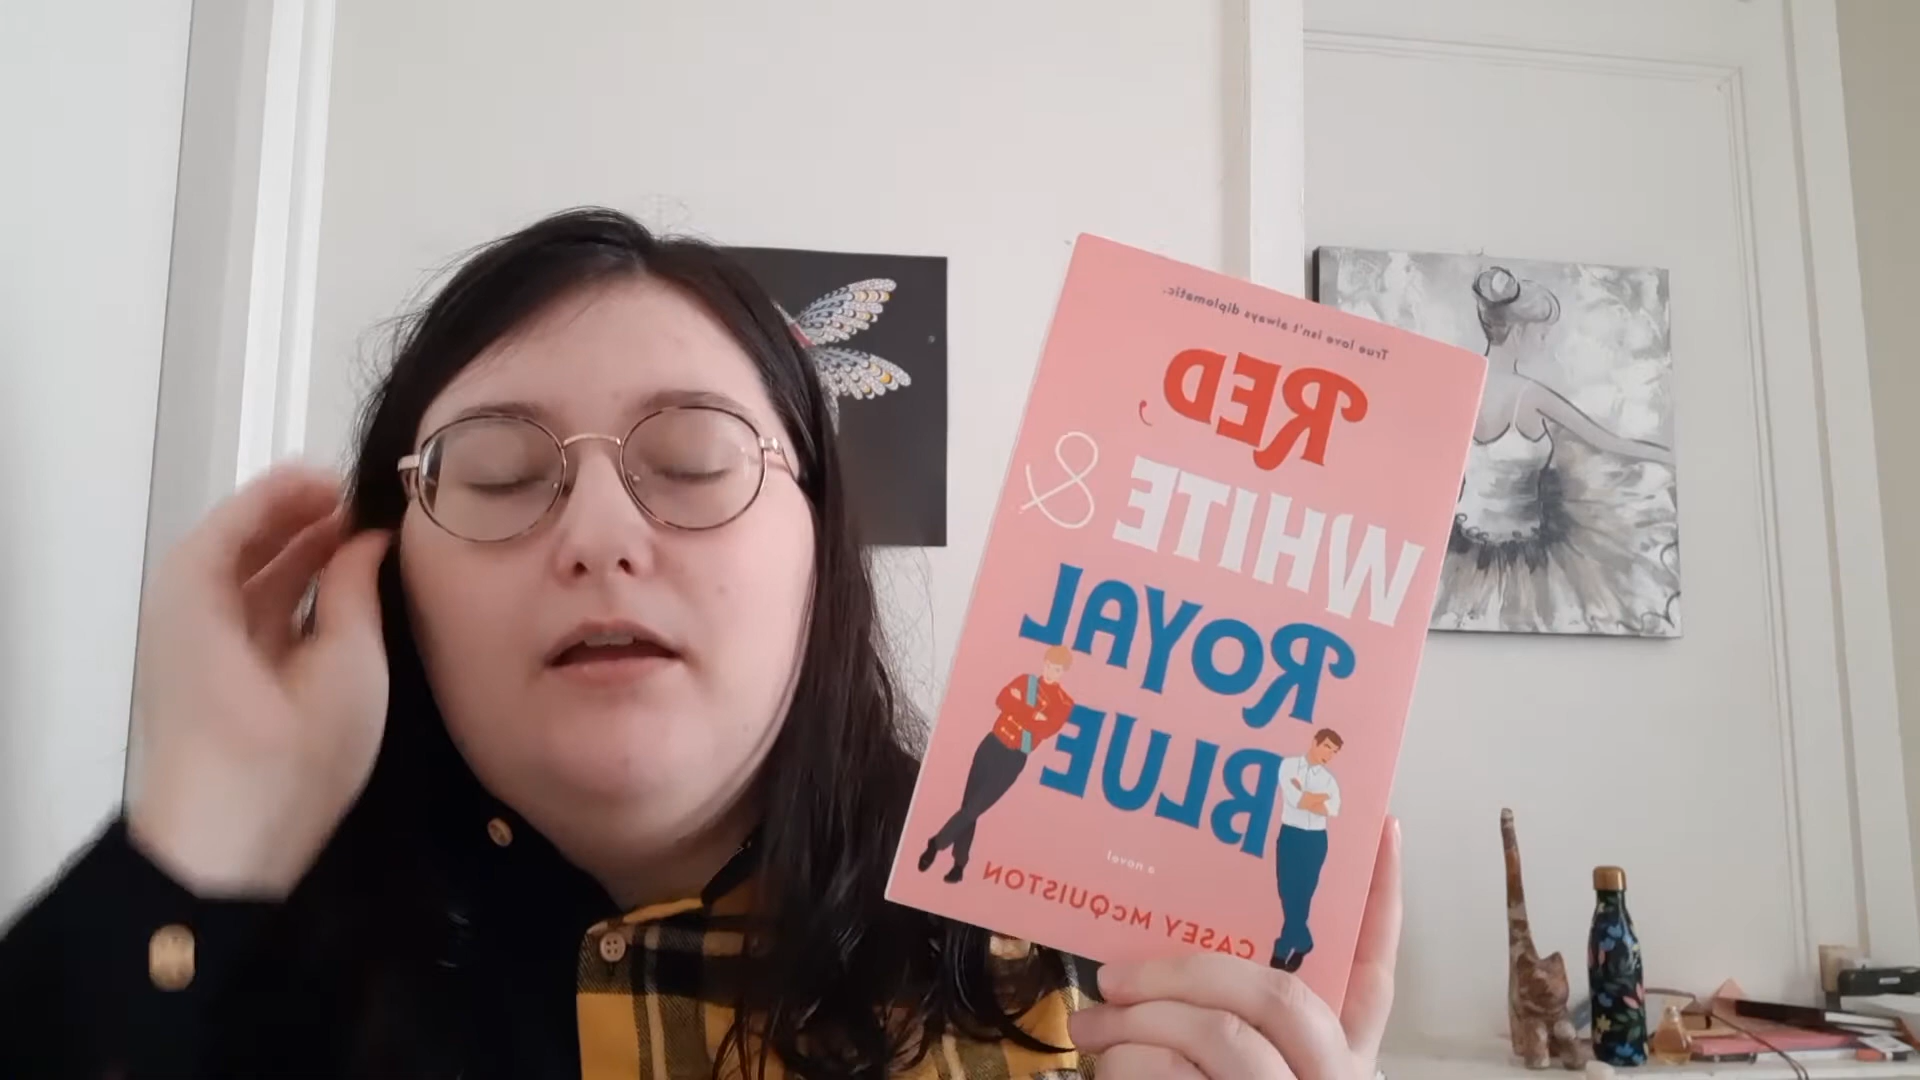 True love isn't always diplomatic.
RED,
WHITE &
ROYAL
BLUE
a novel
CASEY McQUISTON